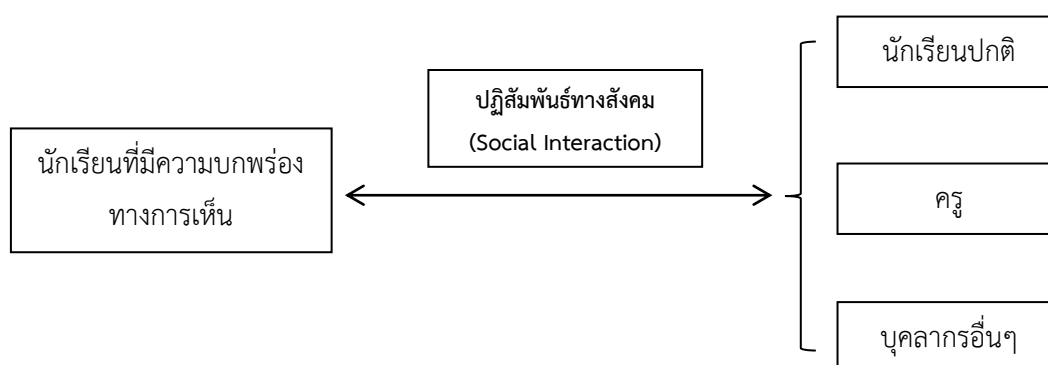 นักเรียนปกติ
ปฏิสัมพันธ์ทางสังคม
(Social Interaction)
นักเรียนที่มีความบกพร่อง
ทางการเห็น
ครู
บุคลากรอื่นๆ